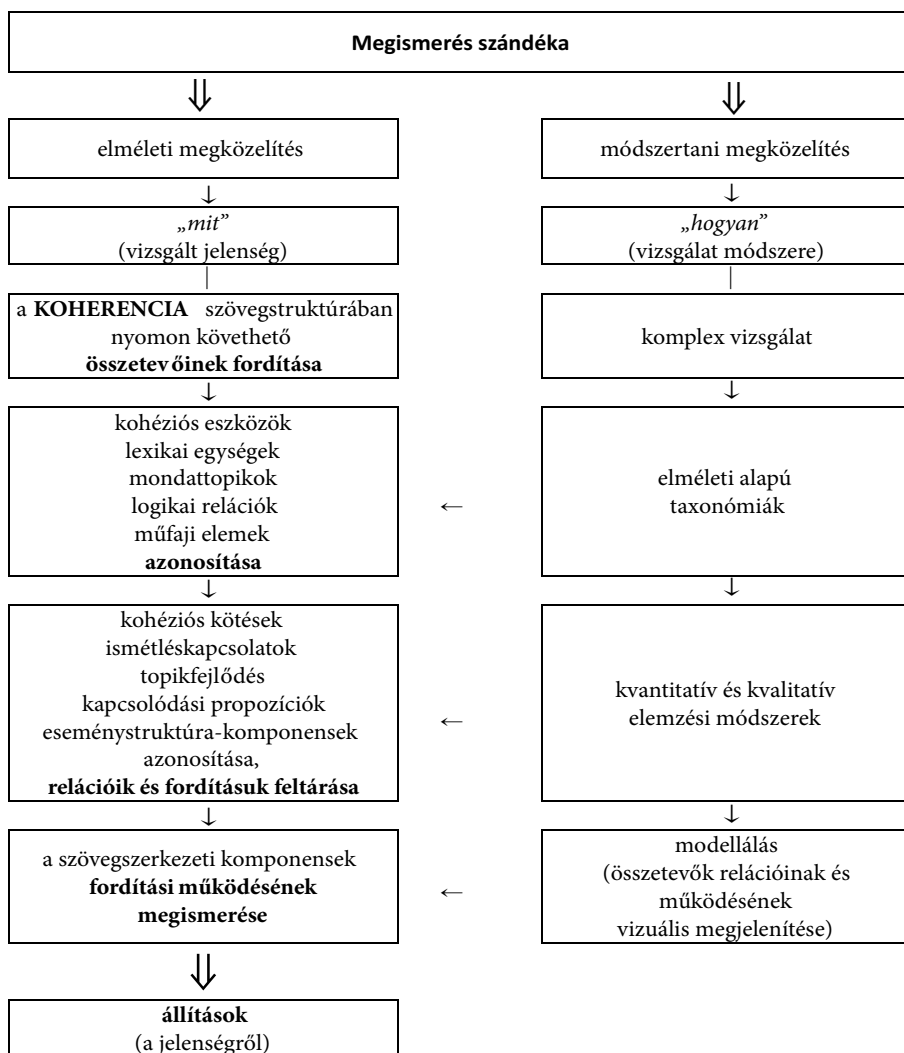 Megismerés szándéka
⇓
⇓
elméleti megközelítés
módszertani megközelítés
↓
↓
„mit”
(vizsgált jelenség)
„hogyan”
(vizsgálat módszere)
a KOHERENCIA szövegstruktúrában
nyomon követhető
összetevőinek fordítása
komplex vizsgálat
↓
↓
kohéziós eszközök
lexikai egységek
mondattopikok
logikai relációk
műfaji elemek
azonosítása
←
elméleti alapú
taxonómiák
↓
↓
kohéziós kötések
ismétléskapcsolatok
topikfejlődés
kapcsolódási propozíciók
eseménystruktúra-komponensek
azonosítása,
relációik és fordításuk feltárása
←
kvantitatív és kvalitatív
elemzési módszerek
↓
↓
a szövegszerkezeti komponensek
fordítási működésének
megismerése
←
modellálás
(összetevők relációinak és
működésének
vizuális megjelenítése)
⇓
állítások
(a jelenségről)